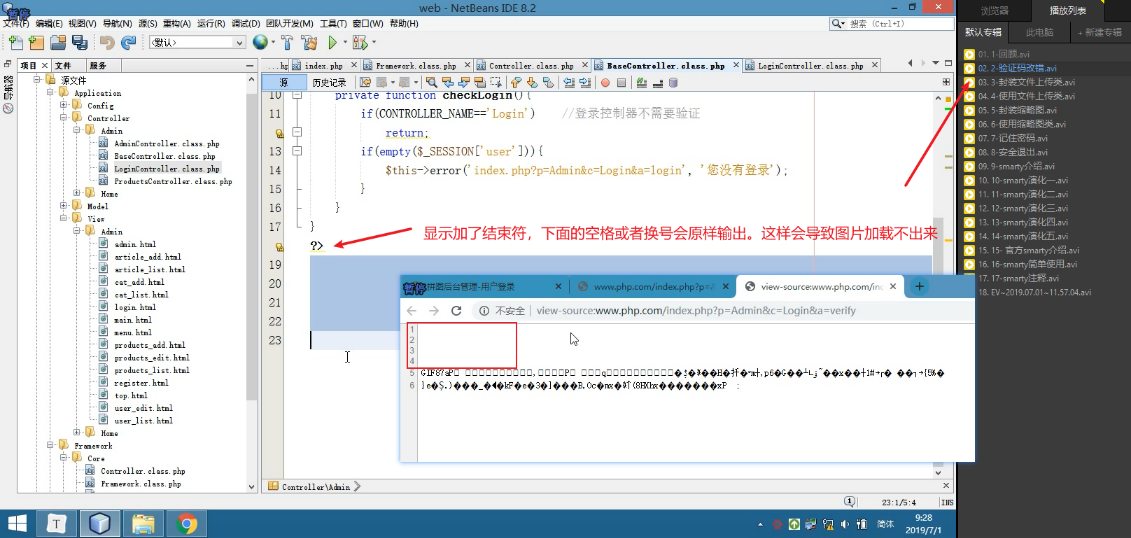 暂停
web - NetBeans IDE 8.2
文件(F) 编辑(E) 视图(V) 导航(N) 源(S) 重构(A) 运行(R) 调试(D) 团队开发(M) 工具(T) 窗口(W) 帮助(H)
搜索 (Ctrl+I)
<默认>
项目 文件 服务
导航器
源文件
Application
Config
Controller
Admin
AdminController.class.php
BaseController.class.php
LoginController.class.php
ProductsController.class.php
Home
Model
View
Admin
admin.html
article_add.html
article_list.html
cat_add.html
cat_list.html
login.html
main.html
menu.html
products_add.html
products_edit.html
products_list.html
register.html
top.html
user_edit.html
user_list.html
Home
Framework
Core
Controller.class.php
Framework.class.php
index.php Framework.class.php Controller.class.php BaseController.class.php LoginController.class.php
源 历史记录
10 private function checkLogin(){
11 if(CONTROLLER_NAME=='Login') //登录控制器不需要验证
return;
13 if(empty($_SESSION['user'])){
14 $this->error('index.php?p=Admin&c=Login&a=login', '您没有登录');
15 }
16 }
17 }
?>
19
20
21
22
23
显示加了结束符，下面的空格或者换号会原样输出。这样会导致图片加载不出来
暂停
拼图后台管理-用户登录
www.php.com/index.php?p=
view-source:www.php.com/inc
不安全 | view-source:www.php.com/index.php?p=Admin&c=Login&a=verify
1
2
3
4
5
6
Controller\Admin
23:1/5:4 INS
简体
9:28
2019/7/1
浏览器 播放列表
默认专辑 此电脑 + 新建专辑
01. 1-回顾.avi
02. 2-验证码改错.avi
03. 3-封装文件上传类.avi
04. 4-使用文件上传类.avi
05. 5-封装缩略图.avi
06. 6-使用缩略图类.avi
07. 7-记住密码.avi
08. 8-安全退出.avi
09. 9-smarty介绍.avi
10. 10-smarty演化一.avi
11. 11-smarty演化二.avi
12. 12-smarty演化三.avi
13. 13-smarty演化四.avi
14. 14-smarty演化五.avi
15. 15- 官方smarty介绍.avi
16. 16-smarty简单使用.avi
17. 17-smarty注释.avi
18. EV~2019.07.01~11.57.04.avi